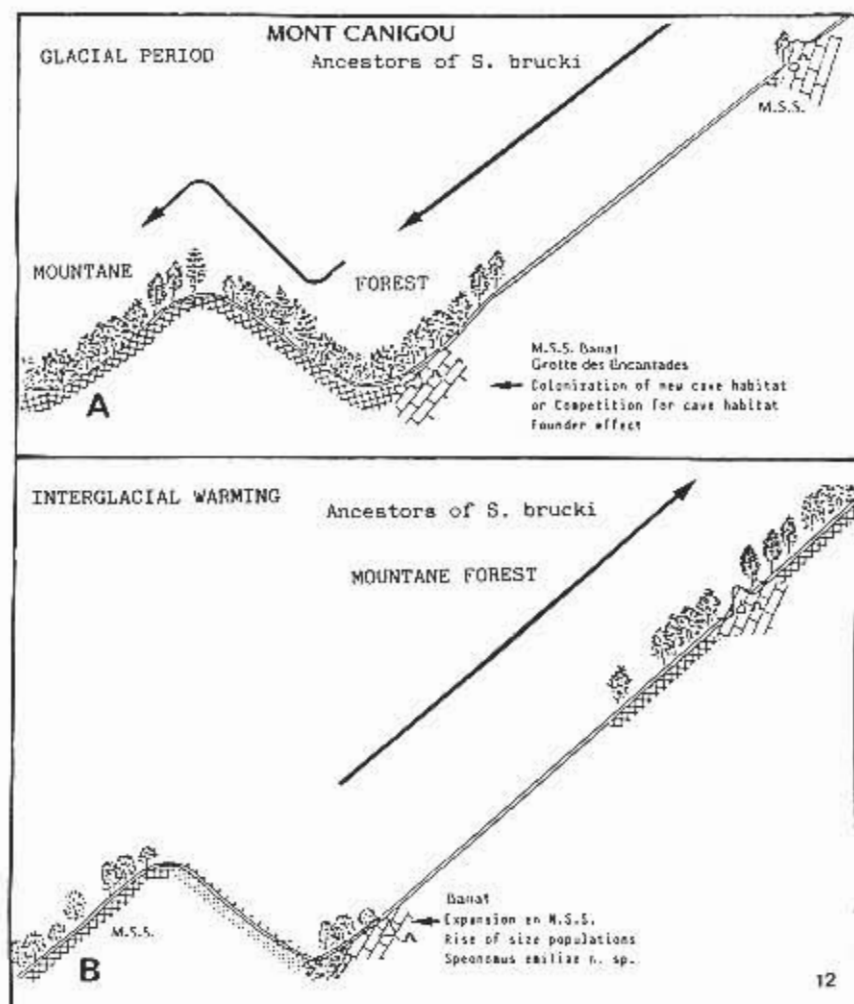 MONT CANIGOU
GLACIAL PERIOD
Ancestors of S. brucki
M.S.S.
MOUNTANE
FOREST
M.S.S. Banat
Grotte des Encantades
Colonization of new cave habitat
or Competition for cave habitat
Founder effect
A
INTERGLACIAL WARMING
Ancestors of S. brucki
MOUNTANE FOREST
Banat
Expansion en M.S.S.
Rise of size populations
Speonomus emiliae n. sp.
M.S.S.
B
12